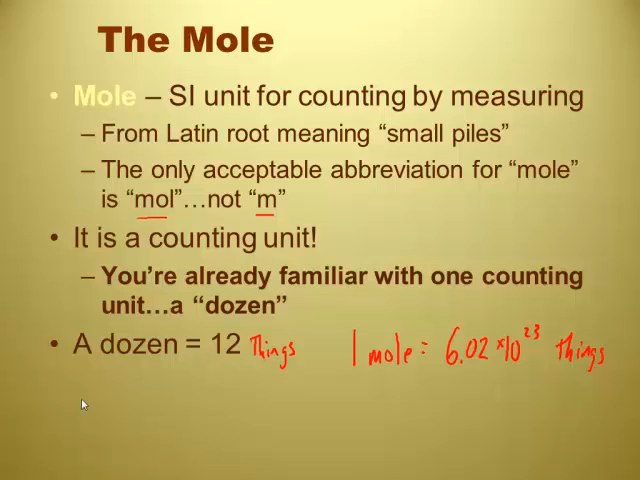 The Mole
• Mole – SI unit for counting by measuring
– From Latin root meaning “small piles”
– The only acceptable abbreviation for “mole”
is “mol”…not “m”
• It is a counting unit!
– You’re already familiar with one counting
unit…a “dozen”
• A dozen = 12 Things 1 mole = 6.02 × 10²³ things